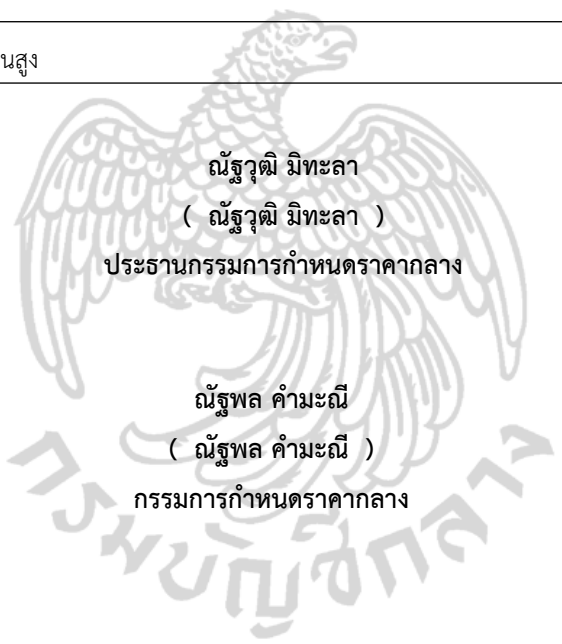 นสูง
ณัฐวุฒิ มิทะลา
( ณัฐวุฒิ มิทะลา )
ประธานกรรมการกำหนดราคากลาง
ณัฐพล คำมะณี
( ณัฐพล คำมะณี )
กรรมการกำหนดราคากลาง
กรมบัญชีกลาง